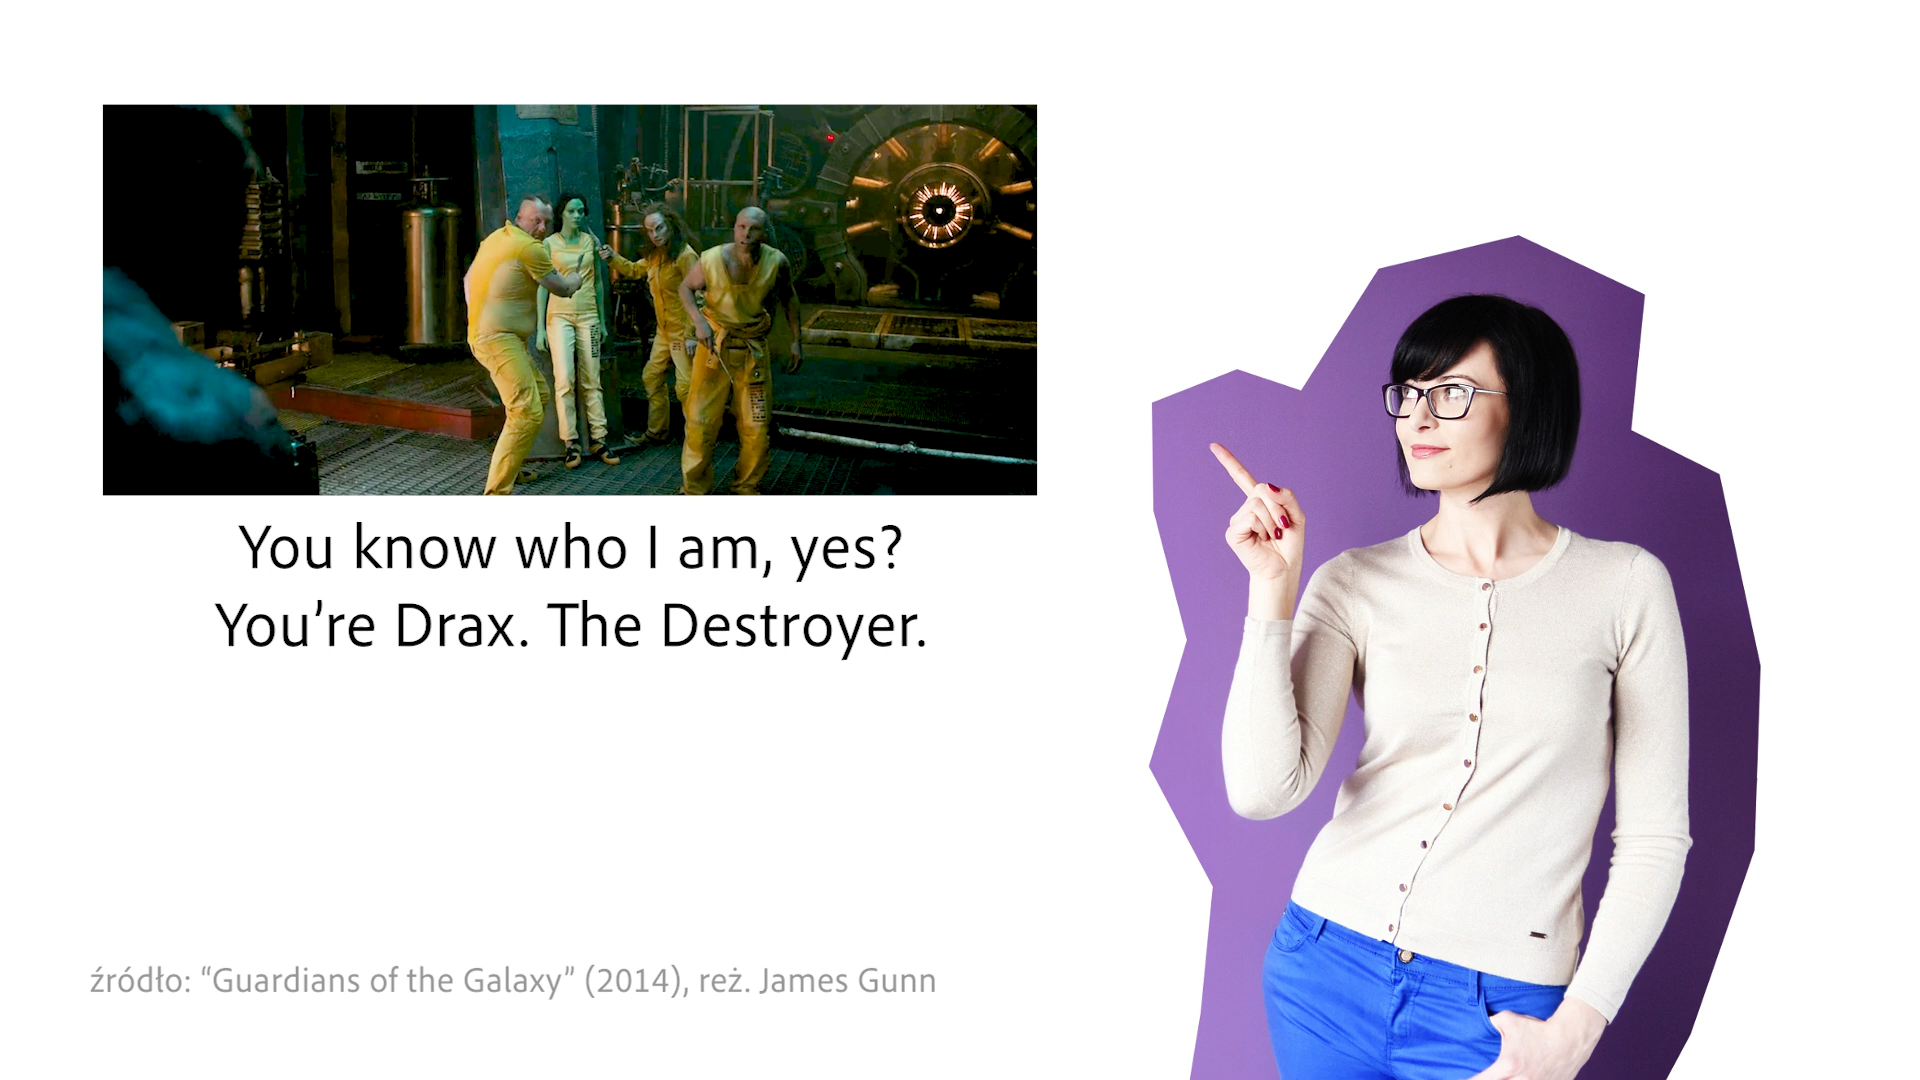 You know who I am, yes?
You’re Drax. The Destroyer.
źródło: “Guardians of the Galaxy” (2014), reż. James Gunn